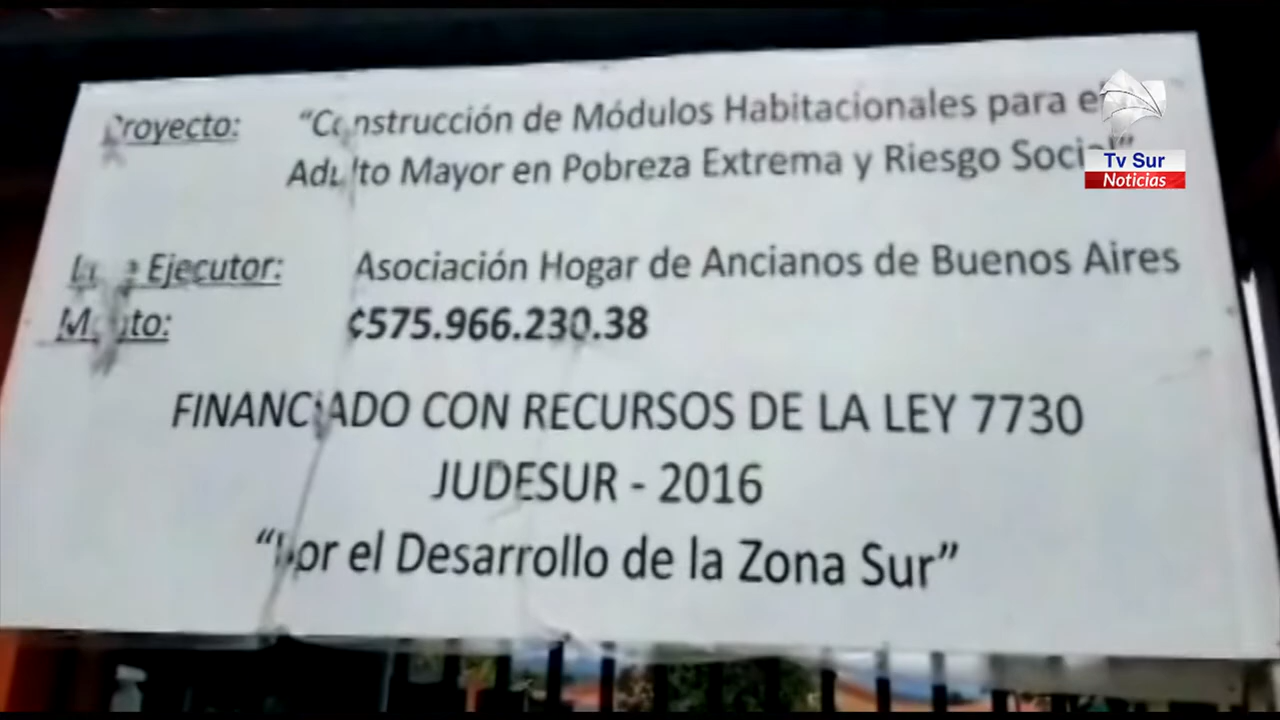 Proyecto: "Construcción de Módulos Habitacionales para el
Adulto Mayor en Pobreza Extrema y Riesgo Social"
Ejecutor: Asociación Hogar de Ancianos de Buenos Aires
Monto: ¢575.966.230.38
FINANCIADO CON RECURSOS DE LA LEY 7730
JUDESUR - 2016
"Por el Desarrollo de la Zona Sur"
Tv Sur
Noticias